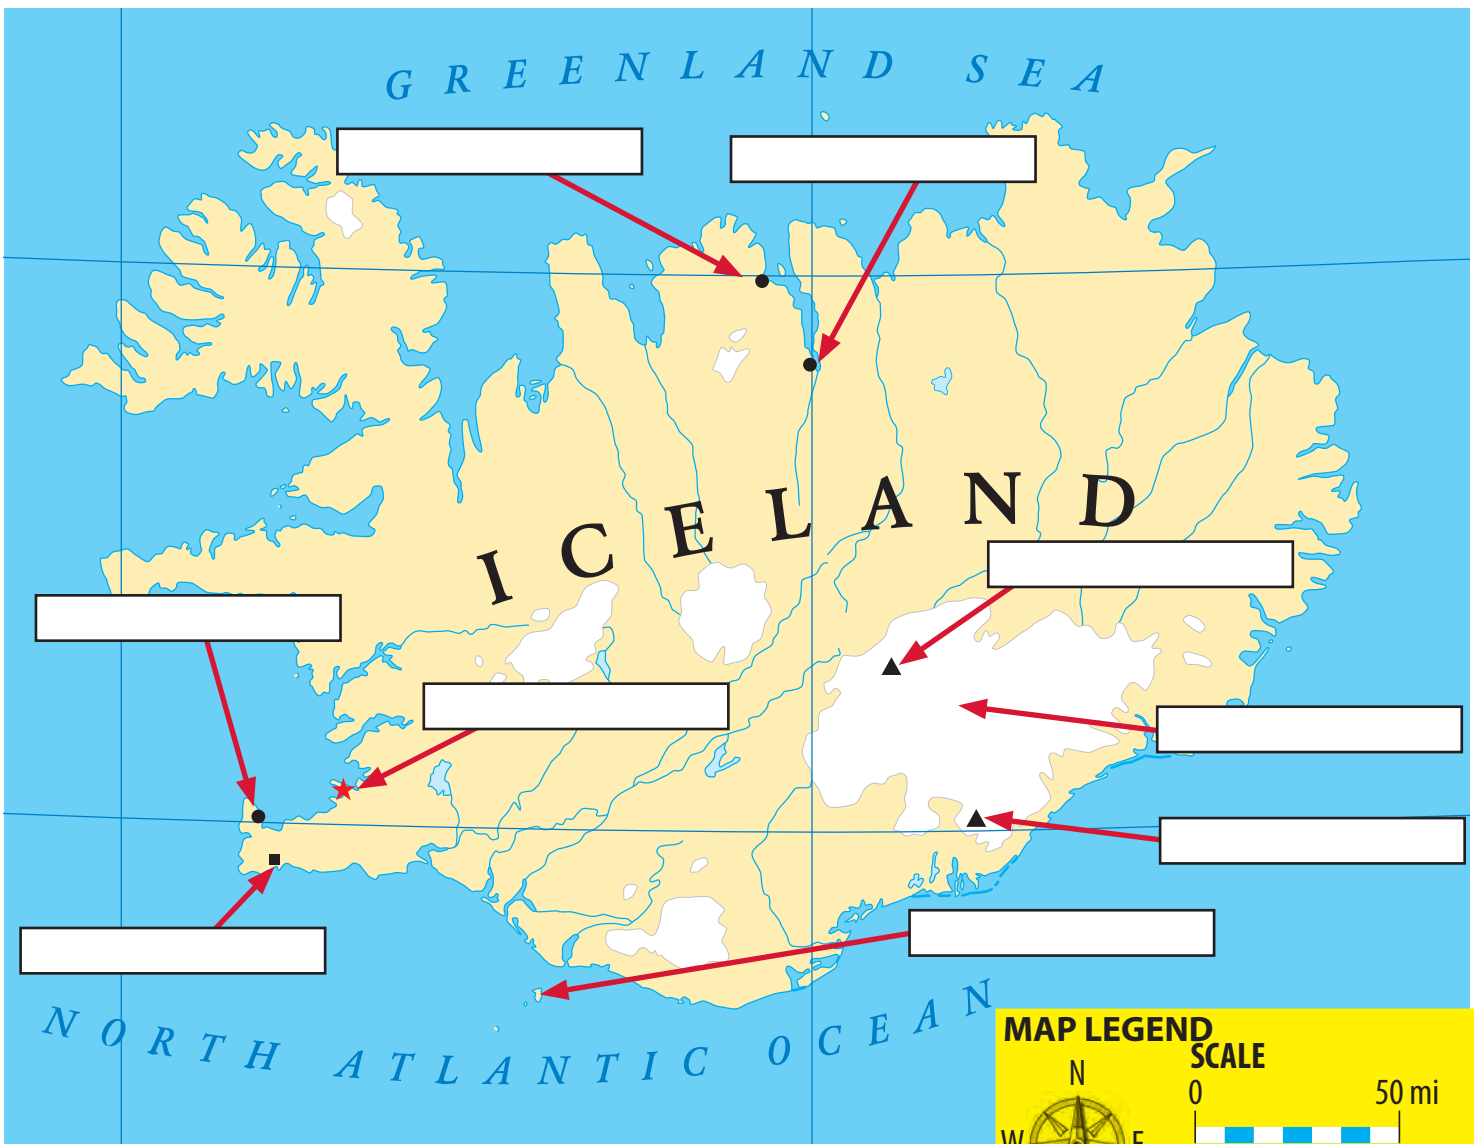 GREENLAND SEA
ICELAND
NORTH ATLANTIC OCEAN
MAP LEGEND
SCALE
N
0 50 mi
W E